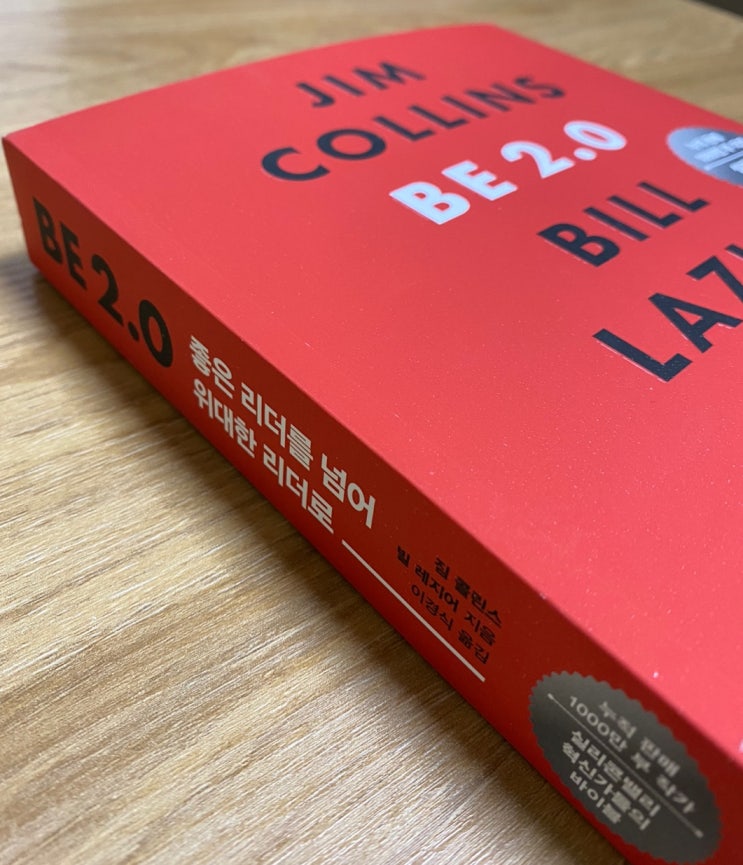 JIM
COLLINS
BE 2.0
BILL
BE 2.0
좋은 리더를 넘어
위대한 리더로
짐 콜린스
빌 레지어 지음
이경식 옮김
누적 판매
1000만 부 작가
실리콘밸리
혁신가들의
바이블